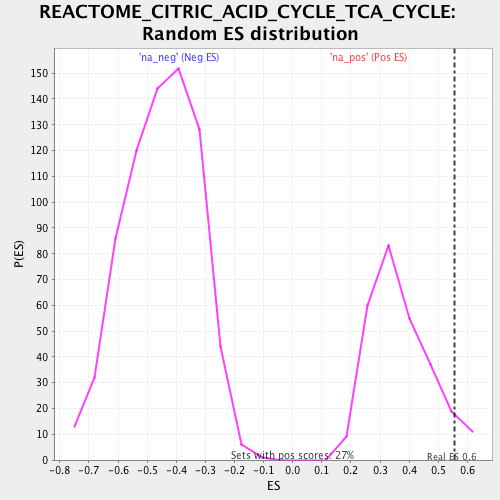 REACTOME_CITRIC_ACID_CYCLE_TCA_CYCLE:
Random ES distribution
'na_neg' (Neg ES) 'na_pos' (Pos ES)
P(ES)
150
140
130
120
110
100
90
80
70
60
50
40
30
20
10
0
Sets with pos scores: 27% Real ES 0.6
-0.8 -0.7 -0.6 -0.5 -0.4 -0.3 -0.2 -0.1 0.0 0.1 0.2 0.3 0.4 0.5 0.6
ES